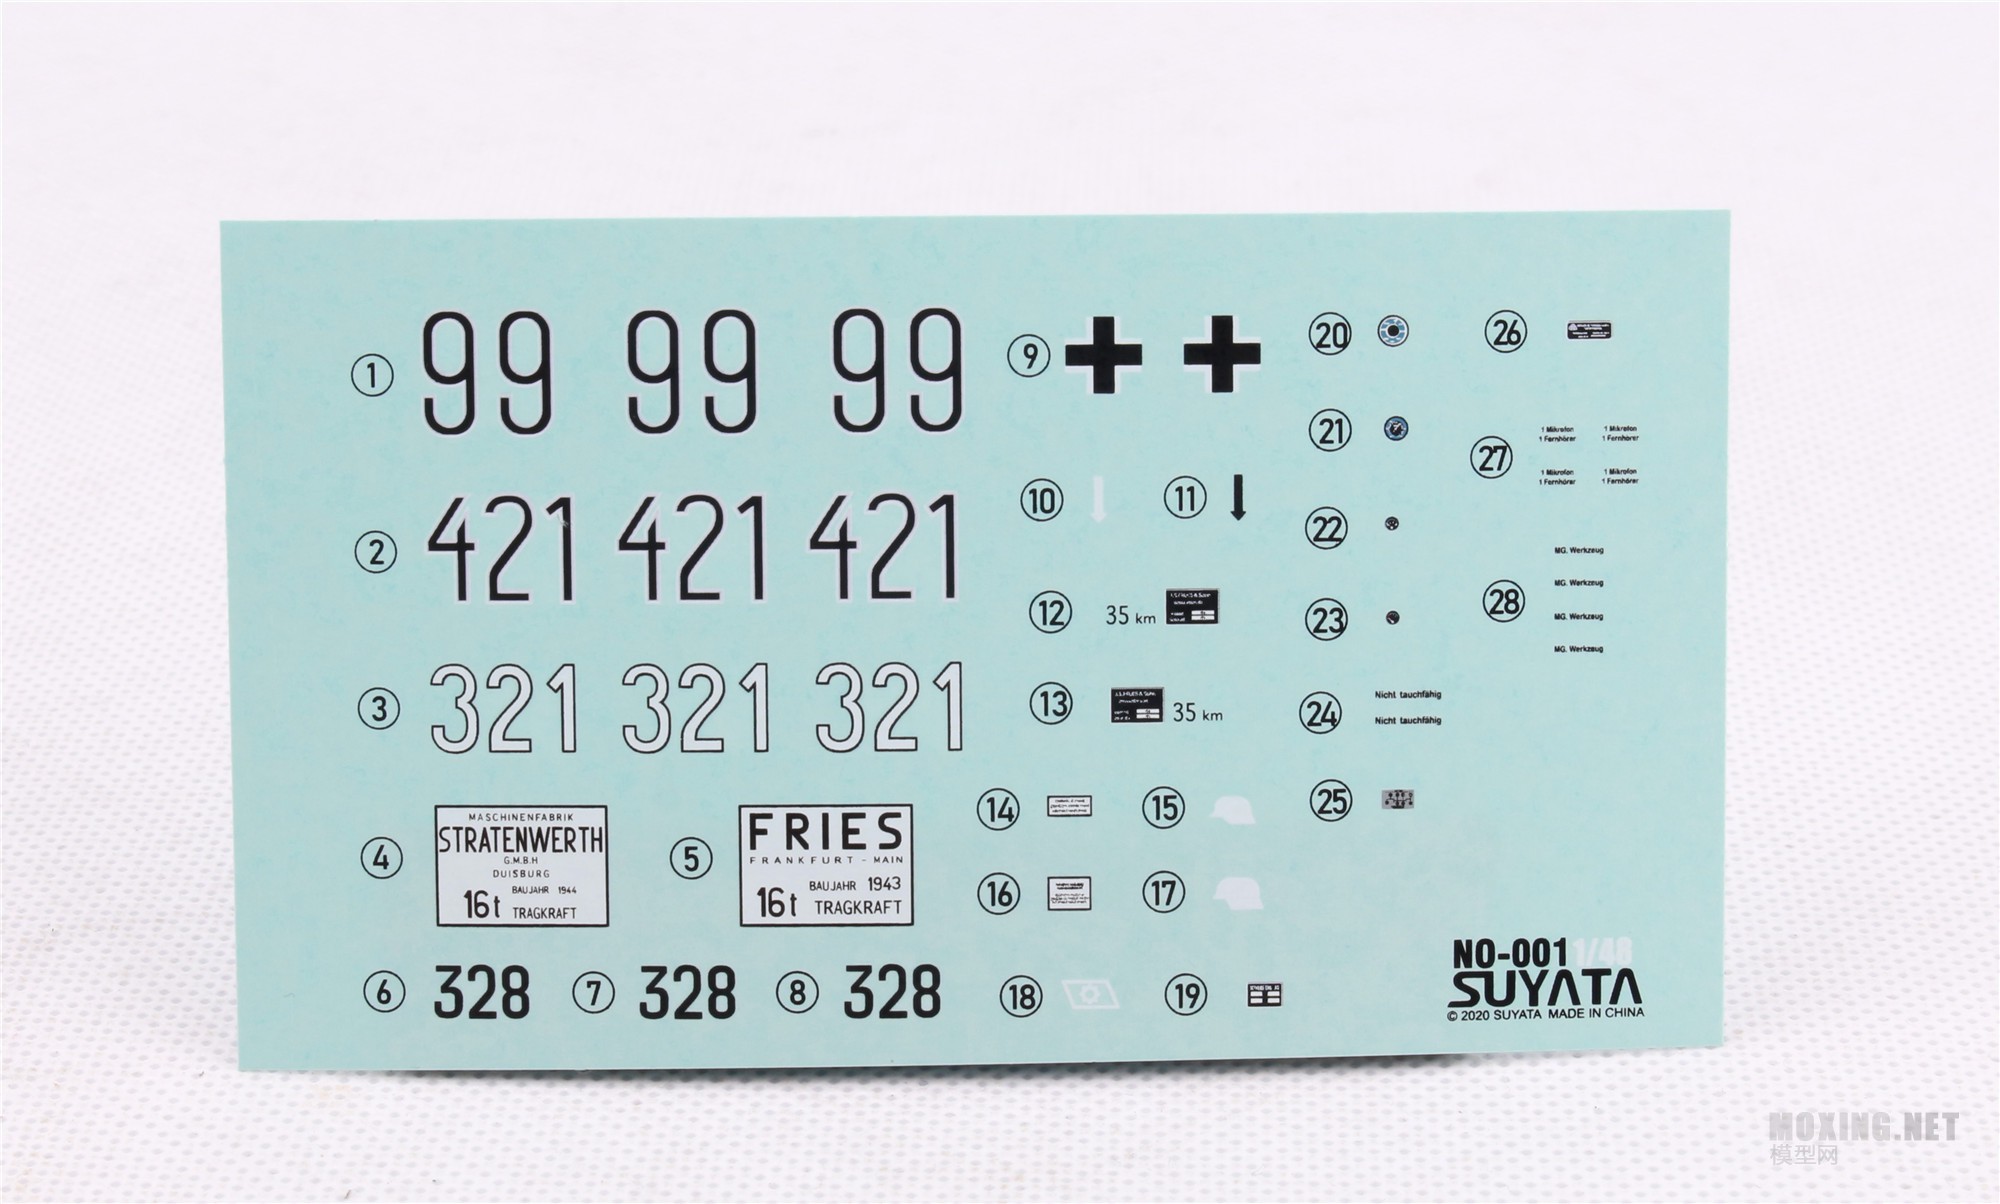 1 99 99 99
2 421 421 421
3 321 321 321
4
MASCHINENFABRIK
STRATENWERTH
G.M.B.H
DUISBURG
BAUJAHR 1944
16t TRAGKRAFT
5
FRIES
FRANKFURT - MAIN
BAUJAHR 1943
16t TRAGKRAFT
6 328 7 328 8 328
9
10 11
12 35 km
13 35 km
14 15
16 17
18 19
20
21
22
23
24
Nicht tauchfähig
Nicht tauchfähig
25
26
27
1 Mikrofon 1 Mikrofon
1 Fernhörer 1 Fernhörer
1 Mikrofon 1 Mikrofon
1 Fernhörer 1 Fernhörer
28
MG. Werkzeug
MG. Werkzeug
MG. Werkzeug
MG. Werkzeug
NO-001 1/48
SUYATA
© 2020 SUYATA MADE IN CHINA
MOXING.NET
模型网